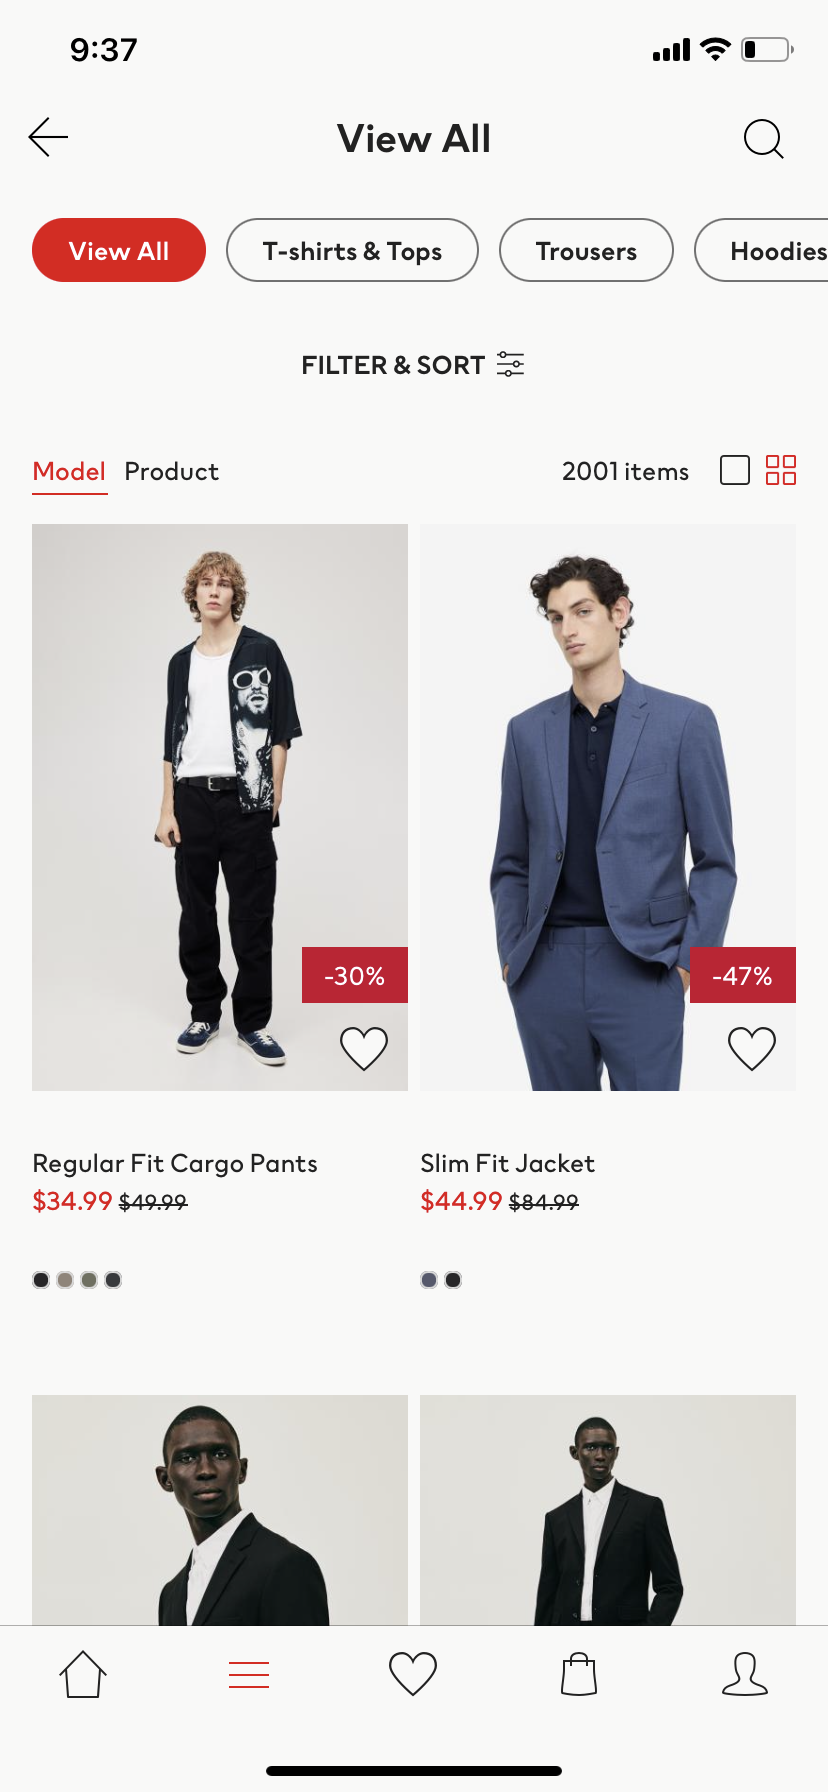 9:37
View All
View All
T-shirts & Tops
Trousers
Hoodies
FILTER & SORT
Model
Product
2001 items
-30%
-47%
Regular Fit Cargo Pants
$34.99 $49.99
Slim Fit Jacket
$44.99 $84.99